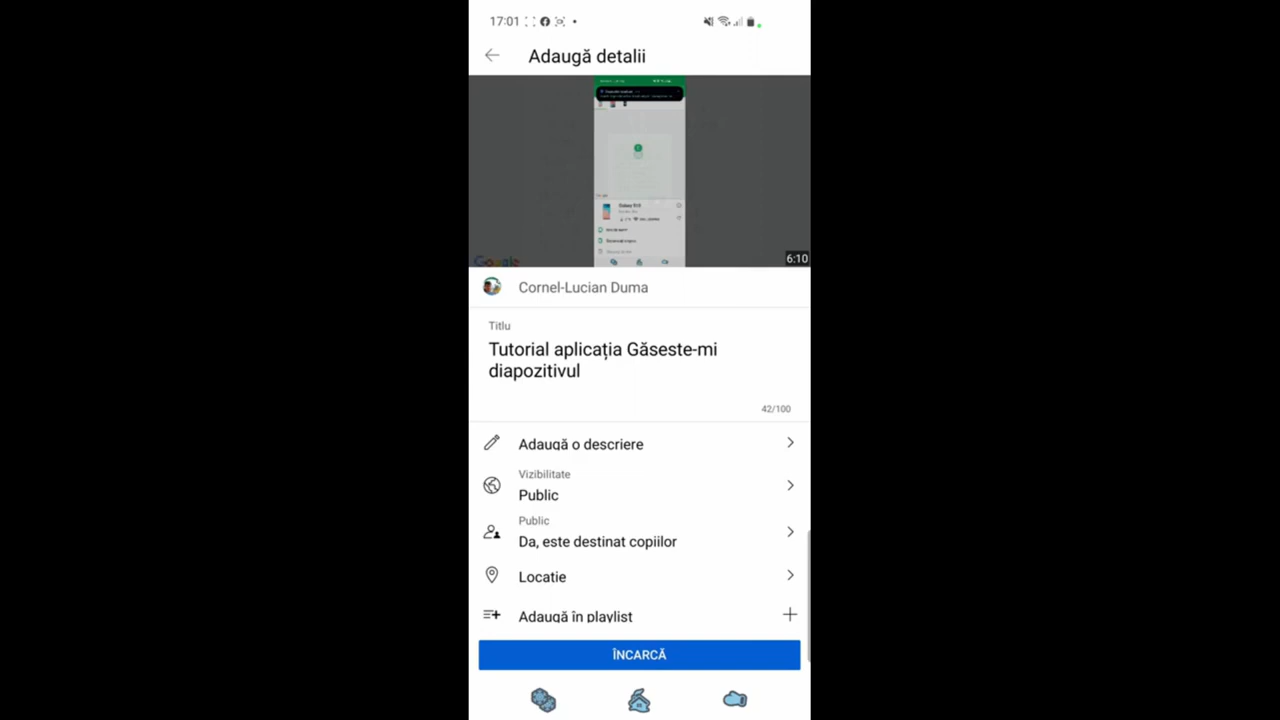 17:01
Adaugă detalii
Google
6:10
Cornel-Lucian Duma
Titlu
Tutorial aplicația Găseste-mi
diapozitivul
42/100
Adaugă o descriere
Vizibilitate
Public
Public
Da, este destinat copiilor
Locatie
Adaugă în playlist
ÎNCARCĂ